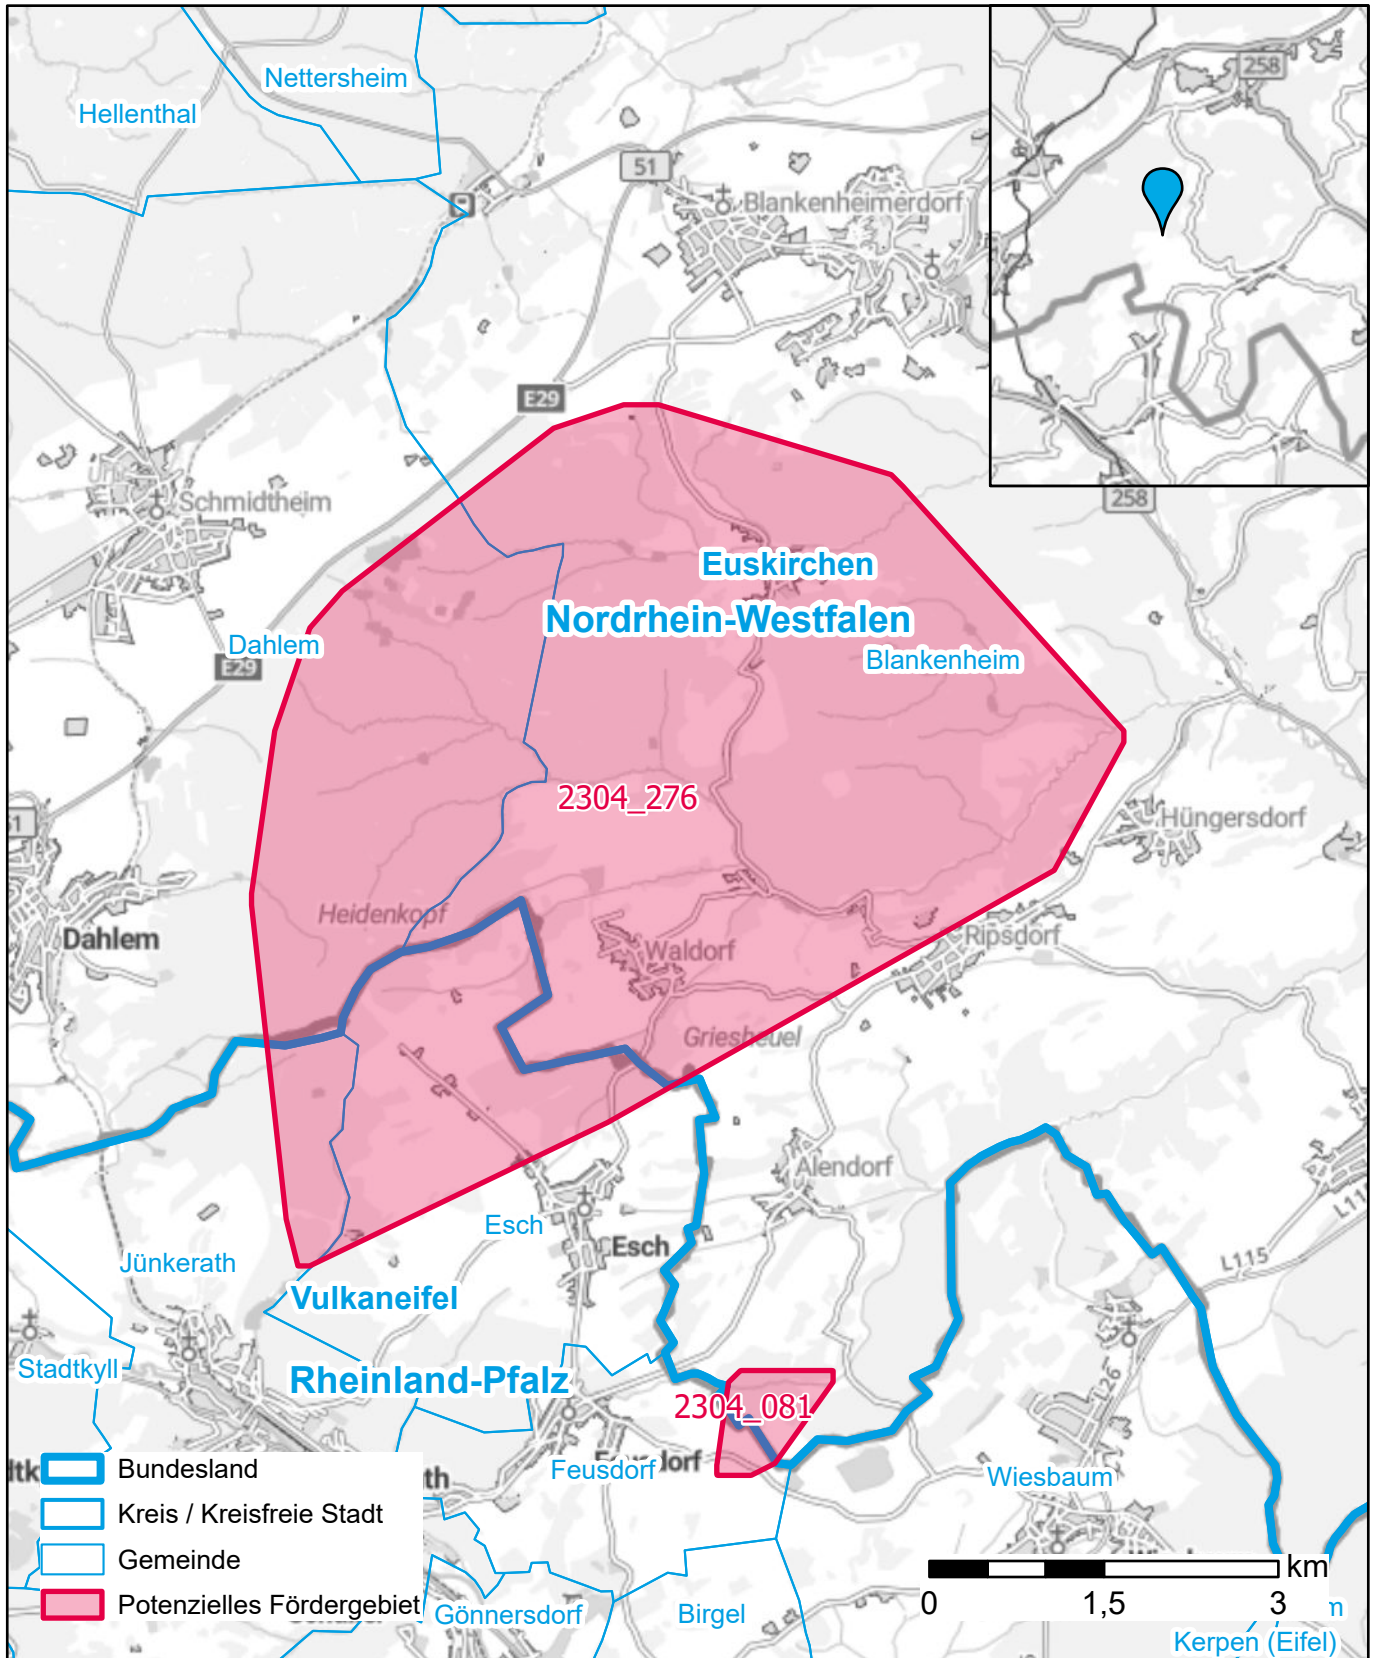 Nettersheim
Hellenthal
258
51
Blankenheimerdorf
E29
258
Schmidtheim
Euskirchen
Nordrhein-Westfalen
Dahlem
Blankenheim
E29
2304_276
Hüngersdorf
Heidenkopf
Dahlem
Waldorf
Ripsdorf
Griesheuel
Alendorf
Esch
Esch
Jünkerath
L115
Vulkaneifel
Stadtkyll
Rheinland-Pfalz
L26
2304_081
Feusdorf
Wiesbaum
Bundesland
Kreis / Kreisfreie Stadt
Gemeinde
Potenzielles Fördergebiet
km
0 1,5 3
Gönnersdorf
Birgel
Kerpen (Eifel)